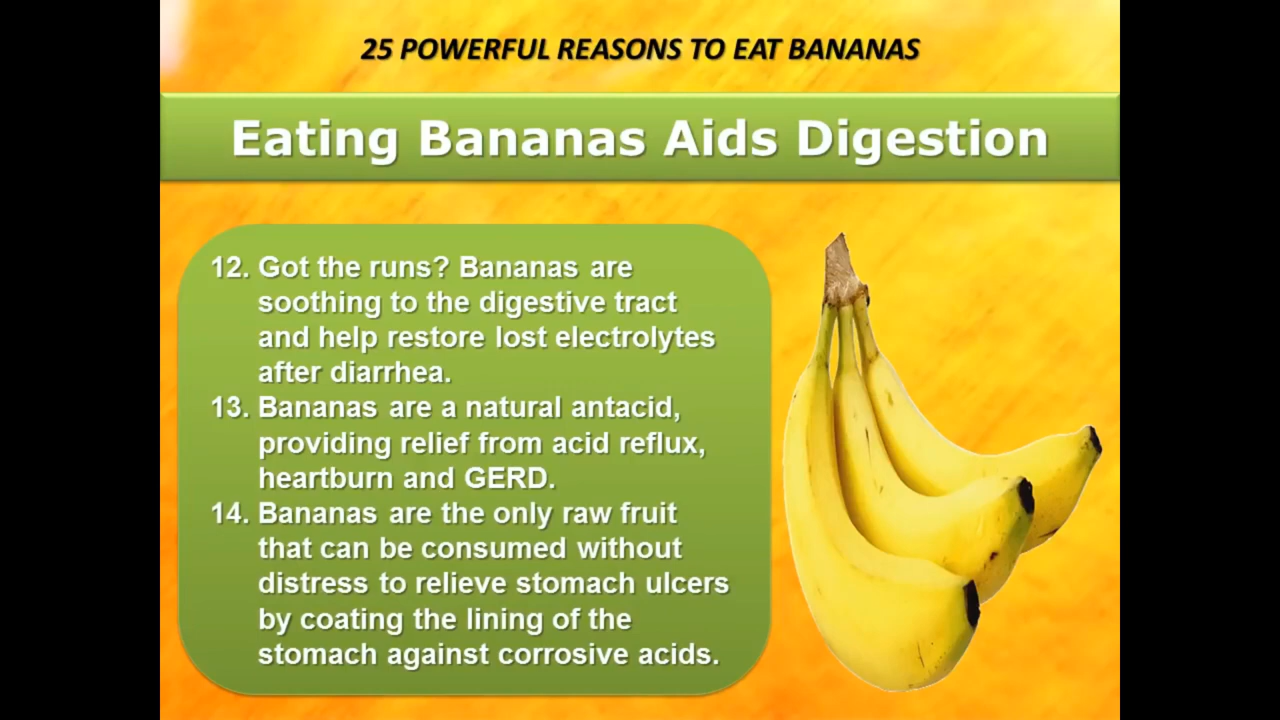 25 POWERFUL REASONS TO EAT BANANAS
Eating Bananas Aids Digestion
12. Got the runs? Bananas are
soothing to the digestive tract
and help restore lost electrolytes
after diarrhea.
13. Bananas are a natural antacid,
providing relief from acid reflux,
heartburn and GERD.
14. Bananas are the only raw fruit
that can be consumed without
distress to relieve stomach ulcers
by coating the lining of the
stomach against corrosive acids.